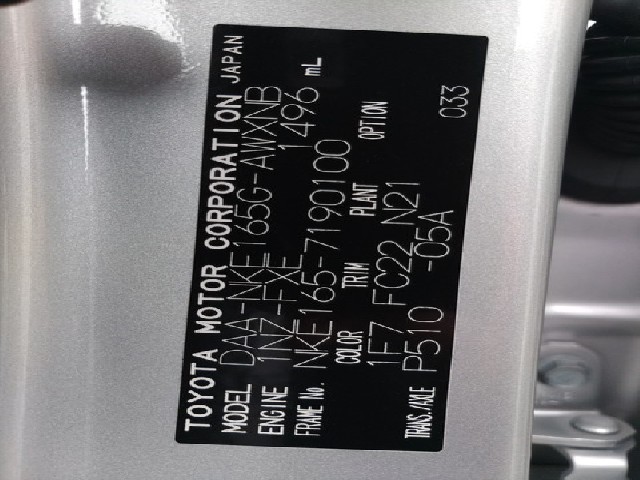 TOYOTA MOTOR CORPORATION JAPAN
MODEL DAA-NKE165G-AWXNB
ENGINE 1NZ-FXE 1496 mL
FRAME No. NKE165-7190100
COLOR TRIM PLANT OPTION
1F7 FC22 N21
TRANS./AXLE P510 -05A 033